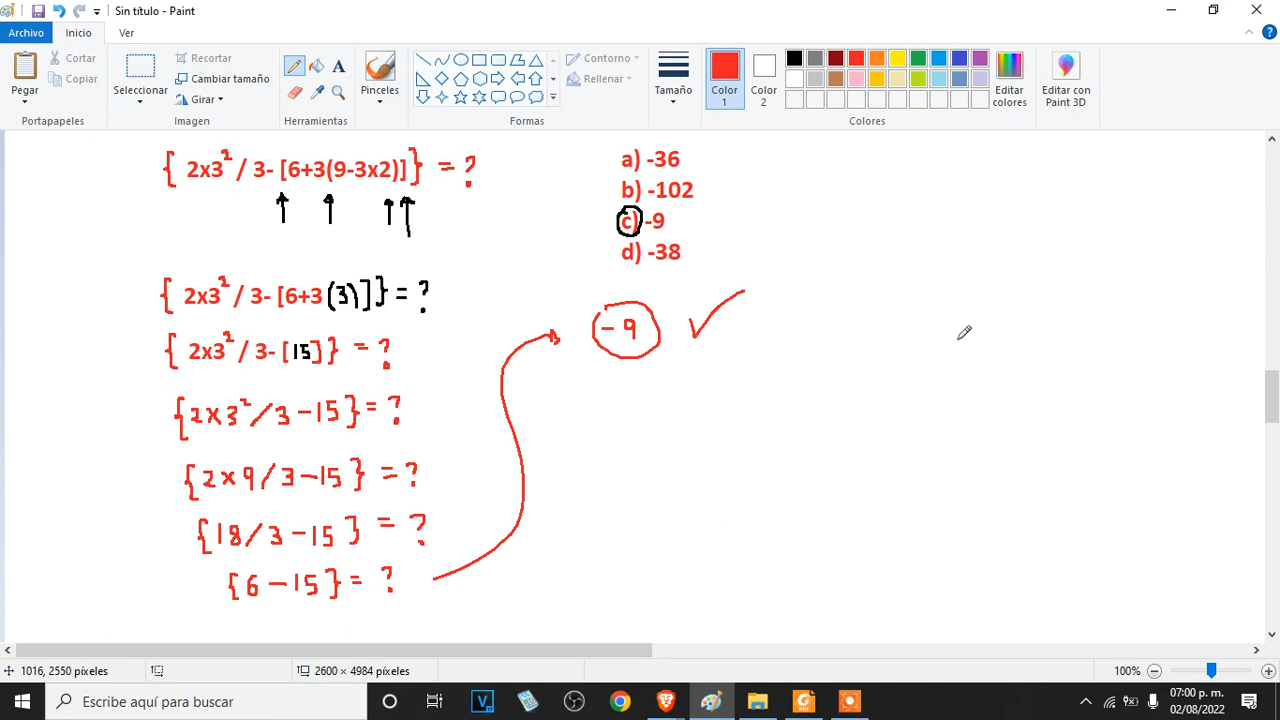 Sin título - Paint
Archivo Inicio Ver
Pegar
Cortar
Copiar
Portapapeles
Seleccionar
Recortar
Cambiar tamaño
Girar
Imagen
A
Herramientas
Pinceles
Contorno
Rellenar
Formas
Tamaño
Color 1
Color 2
Editar colores
Colores
Editar con Paint 3D
{ 2x3² / 3- [6+3(9-3x2)]} = ?
a) -36
b) -102
c) -9
d) -38
{ 2x3² / 3- [6+3(3)]} = ?
-9
{ 2x3² / 3- [15]} = ?
{2x3²/3-15} = ?
{2x9/3-15} = ?
{18/3-15} = ?
{6-15} = ?
1016, 2550 píxeles
2600 × 4984 píxeles
100%
Escribe aquí para buscar
V
PDF
07:00 p. m.
02/08/2022